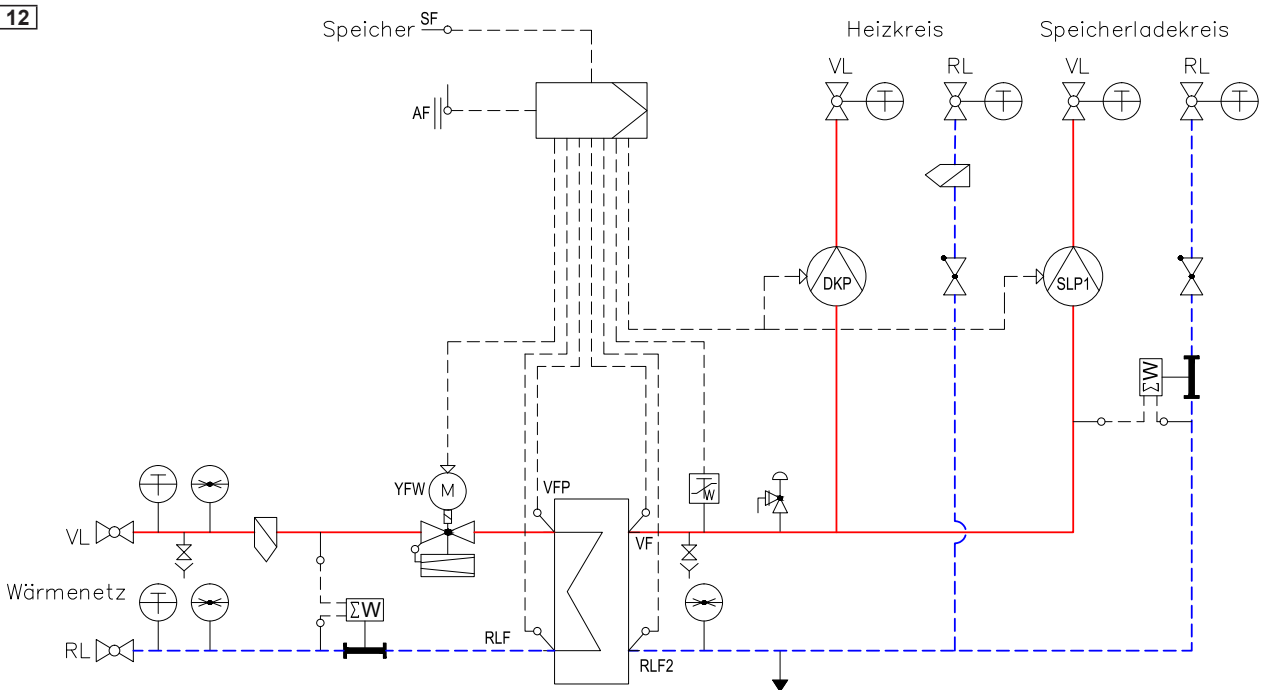 12
Speicher SF
Heizkreis
Speicherladekreis
VL
RL
VL
RL
T
T
T
T
AF
DKP
SLP1
ΣW
YFW
M
VFP
W
VL
T
VF
Wärmenetz
T
ΣW
RL
RLF
RLF2